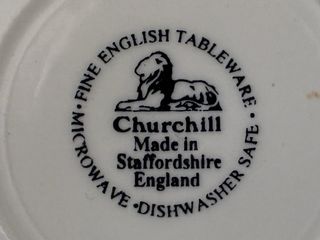 • FINE ENGLISH TABLEWARE •
Churchill
Made in
Staffordshire
England
MICROWAVE • DISHWASHER SAFE